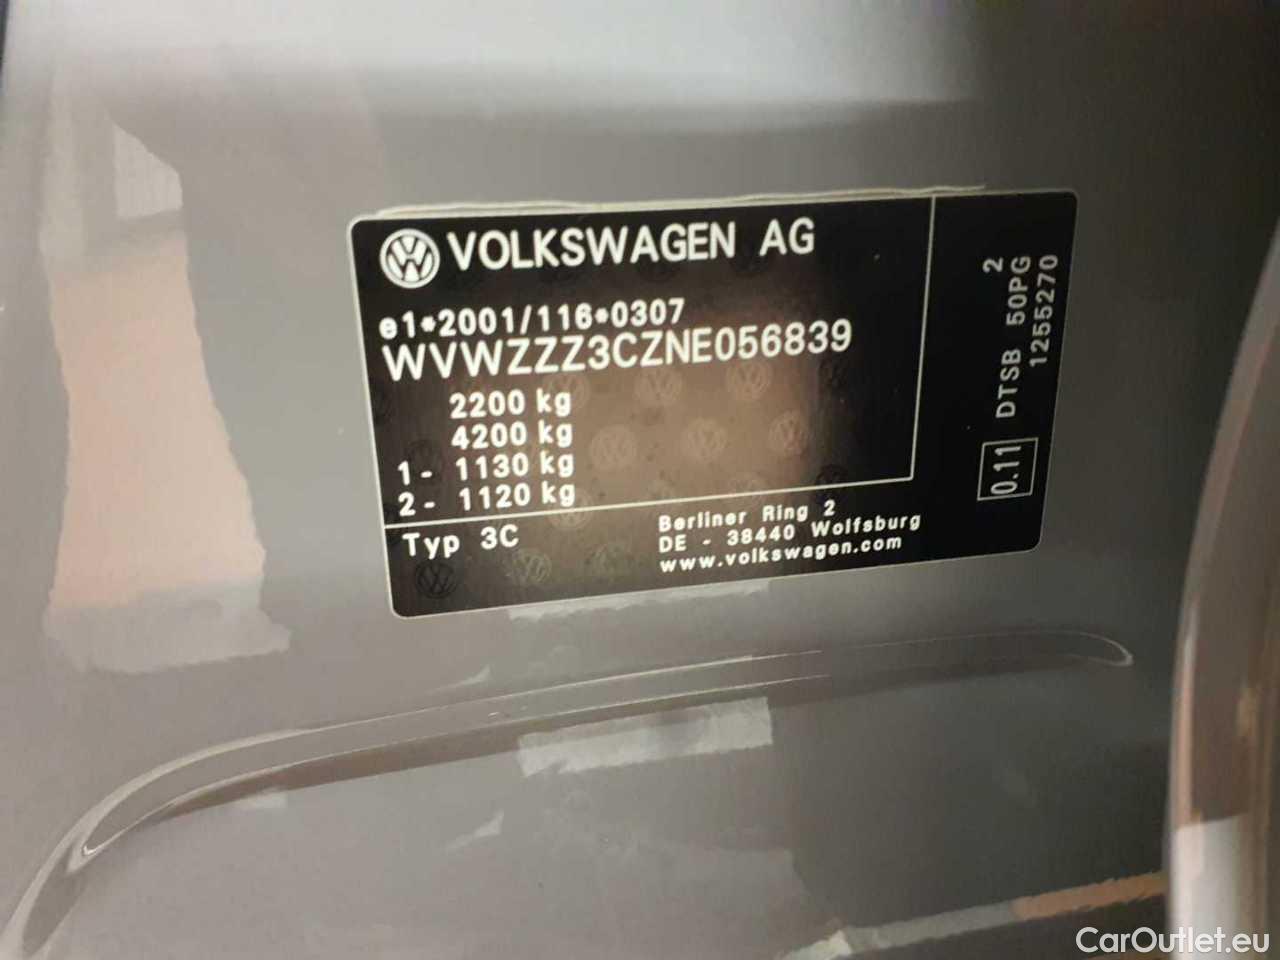 VOLKSWAGEN AG
e1*2001/116*0307
WVWZZZ3CZNE056839
2200 kg
4200 kg
1- 1130 kg
2- 1120 kg
Typ 3C
Berliner Ring 2
DE - 38440 Wolfsburg
www.volkswagen.com
0.11 DTSB 50PG 2
1255270
CarOutlet.eu